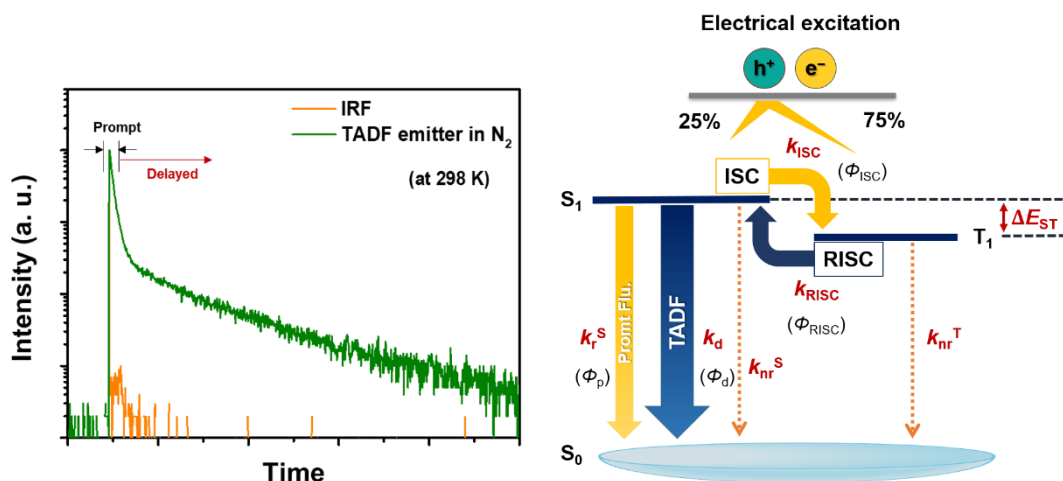 IRF
TADF emitter in N2
(at 298 K)
Prompt
Delayed
Intensity (a. u.)
Time
Electrical excitation
h+
e−
25%
75%
kISC
(ΦISC)
ISC
S1
ΔEST
T1
RISC
kRISC
(ΦRISC)
Promt Flu.
TADF
krS
(Φp)
kd
(Φd)
knrS
knrT
S0